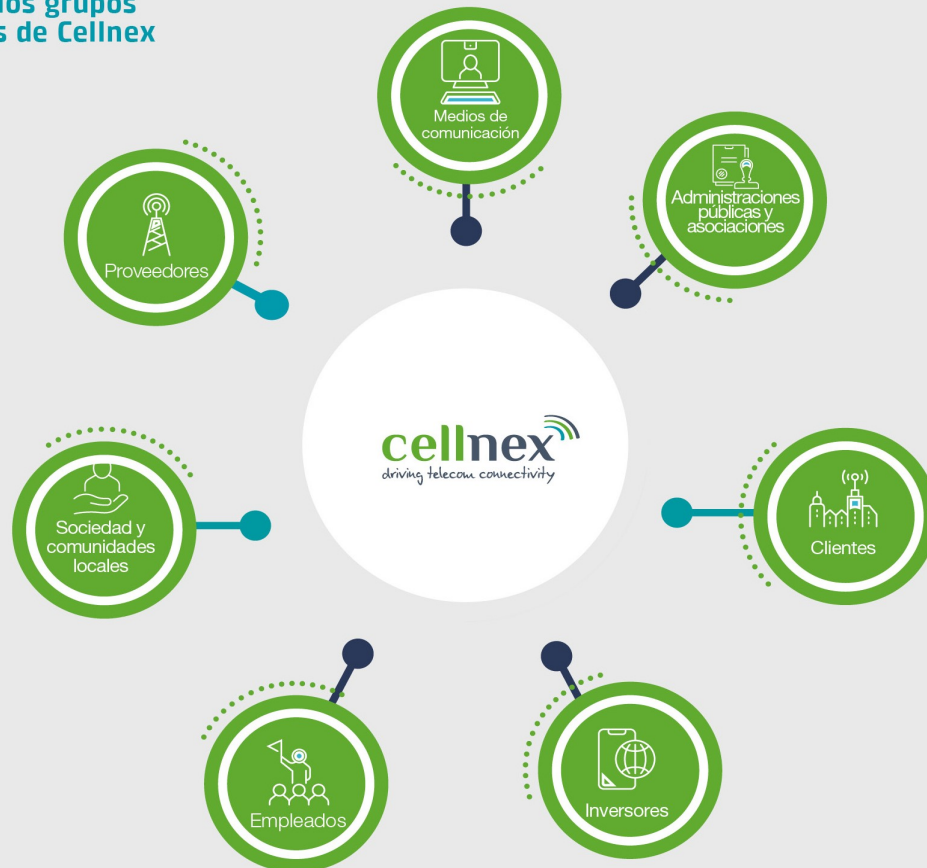 los grupos
s de Cellnex
Medios de
comunicación
Administraciones
públicas y
asociaciones
Proveedores
cellnex
driving telecom connectivity
Clientes
Sociedad y
comunidades
locales
Inversores
Empleados